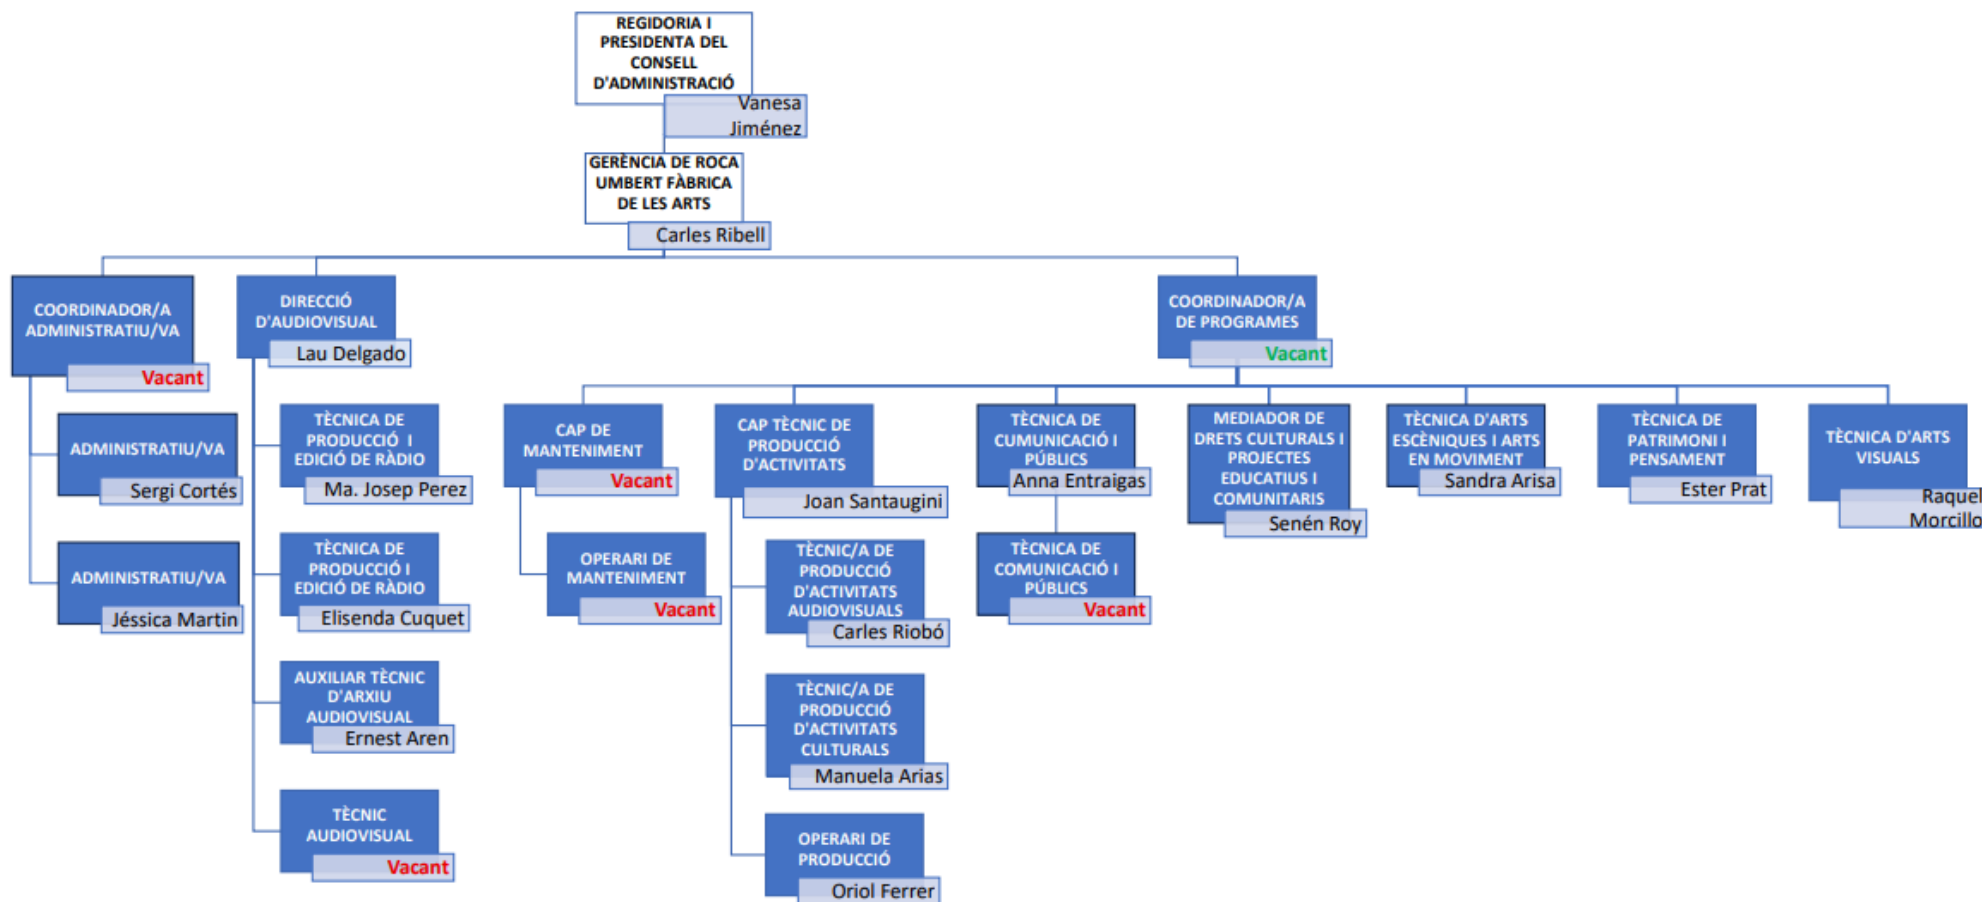 REGIDORIA I
PRESIDENTA DEL
CONSELL
D'ADMINISTRACIÓ
Vanesa
Jiménez
GERÈNCIA DE ROCA
UMBERT FÀBRICA
DE LES ARTS
Carles Ribell
COORDINADOR/A
ADMINISTRATIU/VA
Vacant
ADMINISTRATIU/VA
Sergi Cortés
ADMINISTRATIU/VA
Jéssica Martin
DIRECCIÓ
D'AUDIOVISUAL
Lau Delgado
TÈCNICA DE
PRODUCCIÓ I
EDICIÓ DE RÀDIO
Ma. Josep Perez
TÈCNICA DE
PRODUCCIÓ I
EDICIÓ DE RÀDIO
Elisenda Cuquet
AUXILIAR TÈCNIC
D'ARXIU
AUDIOVISUAL
Ernest Aren
TÈCNIC
AUDIOVISUAL
Vacant
COORDINADOR/A
DE PROGRAMES
Vacant
CAP DE
MANTENIMENT
Vacant
OPERARI DE
MANTENIMENT
Vacant
CAP TÈCNIC DE
PRODUCCIÓ
D'ACTIVITATS
Joan Santaugini
TÈCNIC/A DE
PRODUCCIÓ
D'ACTIVITATS
AUDIOVISUALS
Carles Riobó
TÈCNIC/A DE
PRODUCCIÓ
D'ACTIVITATS
CULTURALS
Manuela Arias
OPERARI DE
PRODUCCIÓ
Oriol Ferrer
TÈCNICA DE
CUMUNICACIÓ I
PÚBLICS
Anna Entraigas
TÈCNICA DE
COMUNICACIÓ I
PÚBLICS
Vacant
MEDIADOR DE
DRETS CULTURALS I
PROJECTES
EDUCATIUS I
COMUNITARIS
Senén Roy
TÈCNICA D'ARTS
ESCÈNIQUES I ARTS
EN MOVIMENT
Sandra Arisa
TÈCNICA DE
PATRIMONI I
PENSAMENT
Ester Prat
TÈCNICA D'ARTS
VISUALS
Raquel
Morcillo